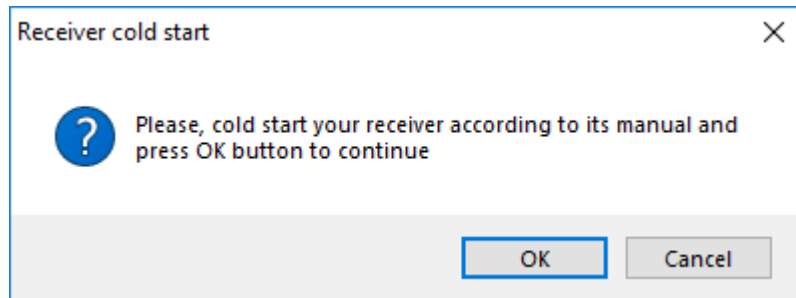 Receiver cold start
?
Please, cold start your receiver according to its manual and
press OK button to continue
OK
Cancel